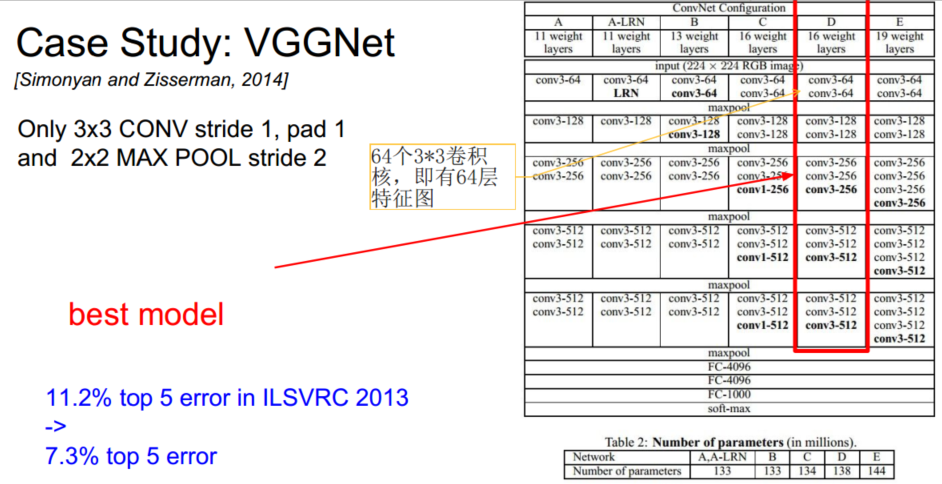 Case Study: VGGNet
[Simonyan and Zisserman, 2014]
Only 3x3 CONV stride 1, pad 1
and 2x2 MAX POOL stride 2
64个3*3卷积
核，即有64层
特征图
best model
11.2% top 5 error in ILSVRC 2013
->
7.3% top 5 error
ConvNet Configuration
A A-LRN B C D E
11 weight 11 weight 13 weight 16 weight 16 weight 19 weight
layers layers layers layers layers layers
input (224 × 224 RGB image)
conv3-64 conv3-64 conv3-64 conv3-64 conv3-64 conv3-64
LRN conv3-64 conv3-64 conv3-64 conv3-64
maxpool
conv3-128 conv3-128 conv3-128 conv3-128 conv3-128 conv3-128
conv3-128 conv3-128 conv3-128 conv3-128
maxpool
conv3-256 conv3-256 conv3-256 conv3-256 conv3-256 conv3-256
conv3-256 conv3-256 conv3-256 conv3-256 conv3-256 conv3-256
conv1-256 conv3-256 conv3-256
conv3-256
maxpool
conv3-512 conv3-512 conv3-512 conv3-512 conv3-512 conv3-512
conv3-512 conv3-512 conv3-512 conv3-512 conv3-512 conv3-512
conv1-512 conv3-512 conv3-512
conv3-512
maxpool
conv3-512 conv3-512 conv3-512 conv3-512 conv3-512 conv3-512
conv3-512 conv3-512 conv3-512 conv3-512 conv3-512 conv3-512
conv1-512 conv3-512 conv3-512
conv3-512
maxpool
FC-4096
FC-4096
FC-1000
soft-max
Table 2: Number of parameters (in millions).
Network A,A-LRN B C D E
Number of parameters 133 133 134 138 144